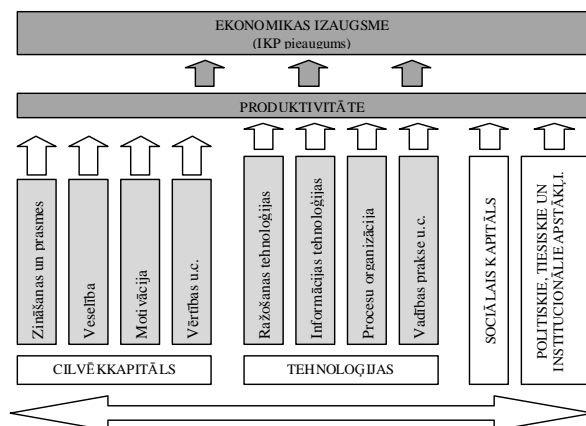 EKONOMIKAS IZAUGSME
(IKP pieaugums)
PRODUKTIVITĀTE
Zināšanas un prasmes
Veselība
Motivācija
Vērtības u.c.
Ražošanas tehnoloģijas
Informācijas tehnoloģijas
Procesu organizācija
Vadības prakse u.c.
SOCIĀLAIS KAPITĀLS
POLITISKIE, TIESISKIE UN
INSTITUCIONĀLIE APSTĀKĻI.
CILVĒKKAPITĀLS
TEHNOLOĢIJAS